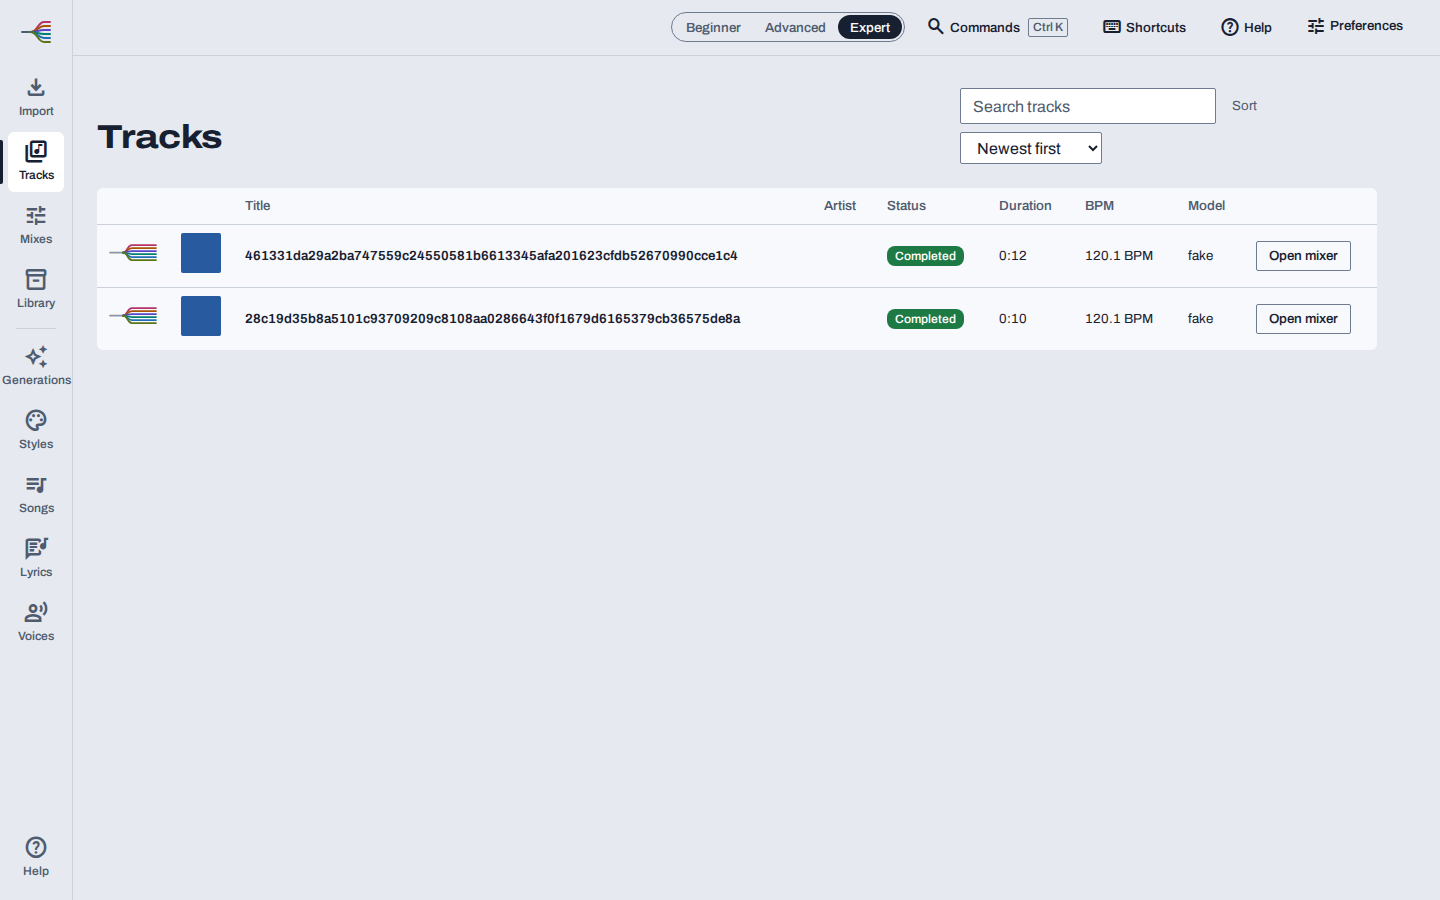 Beginner Advanced Expert Commands Ctrl K Shortcuts Help Preferences
Import
Tracks
Mixes
Library
Generations
Styles
Songs
Lyrics
Voices
Help
Tracks
Search tracks Sort
Newest first
Title Artist Status Duration BPM Model
461331da29a2ba747559c24550581b6613345afa201623cfdb52670990cce1c4 Completed 0:12 120.1 BPM fake Open mixer
28c19d35b8a5101c93709209c8108aa0286643f0f1679d6165379cb36575de8a Completed 0:10 120.1 BPM fake Open mixer